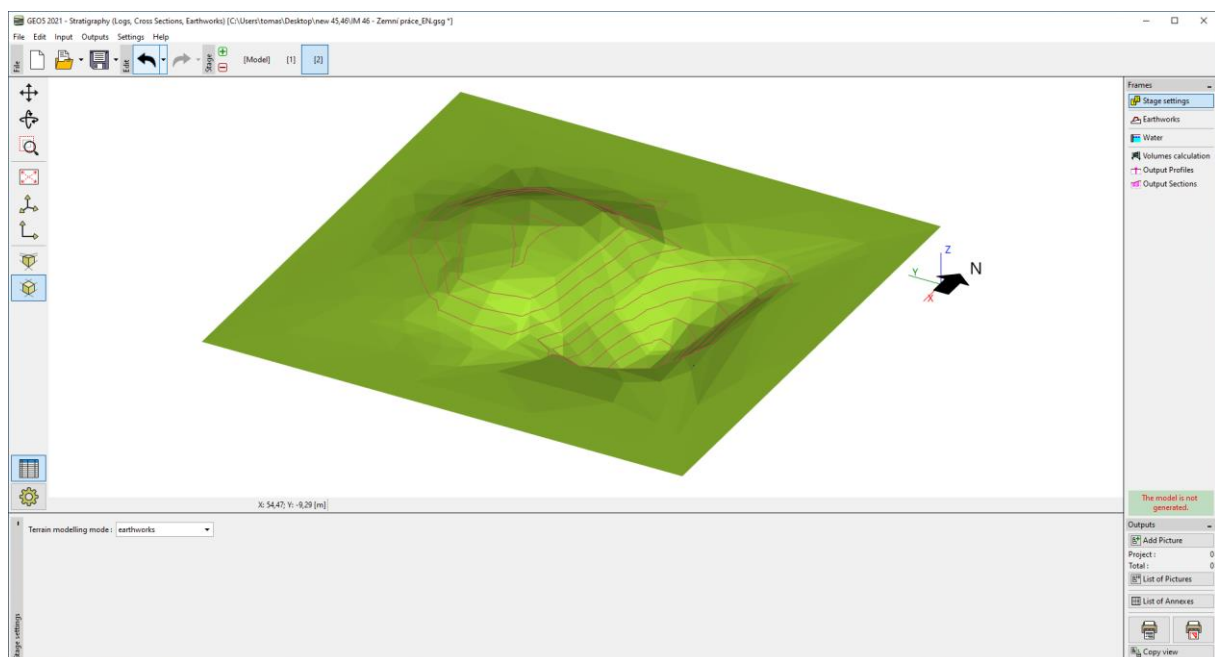 GEO5 2021 - Stratigraphy (Logs, Cross Sections, Earthworks) [C:\Users\tomas\Desktop\new 45,46\IM 46 - Zemní práce_EN.gsg *]
File Edit Input Outputs Settings Help
File
Edit
Stage
[Model] [1] [2]
Frames
Stage settings
Earthworks
Water
Volumes calculation
Output Profiles
Output Sections
Z
Y
N
X
X: 54,47; Y: -9,29 [m]
The model is not
generated.
Terrain modelling mode : earthworks
Stage settings
Outputs
Add Picture
Project : 0
Total : 0
List of Pictures
List of Annexes
Copy view